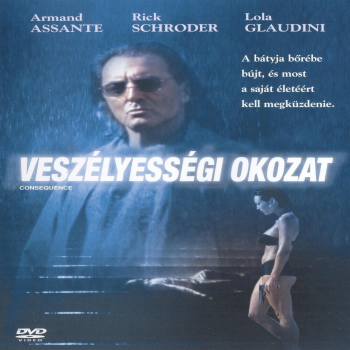 Armand Rick Lola
ASSANTE SCHRODER GLAUDINI
A bátyja bőrébe
bújt, és most
a saját életéért
kell megküzdenie.
VESZÉLYESSÉGI OKOZAT
CONSEQUENCE
DVD
VIDEO